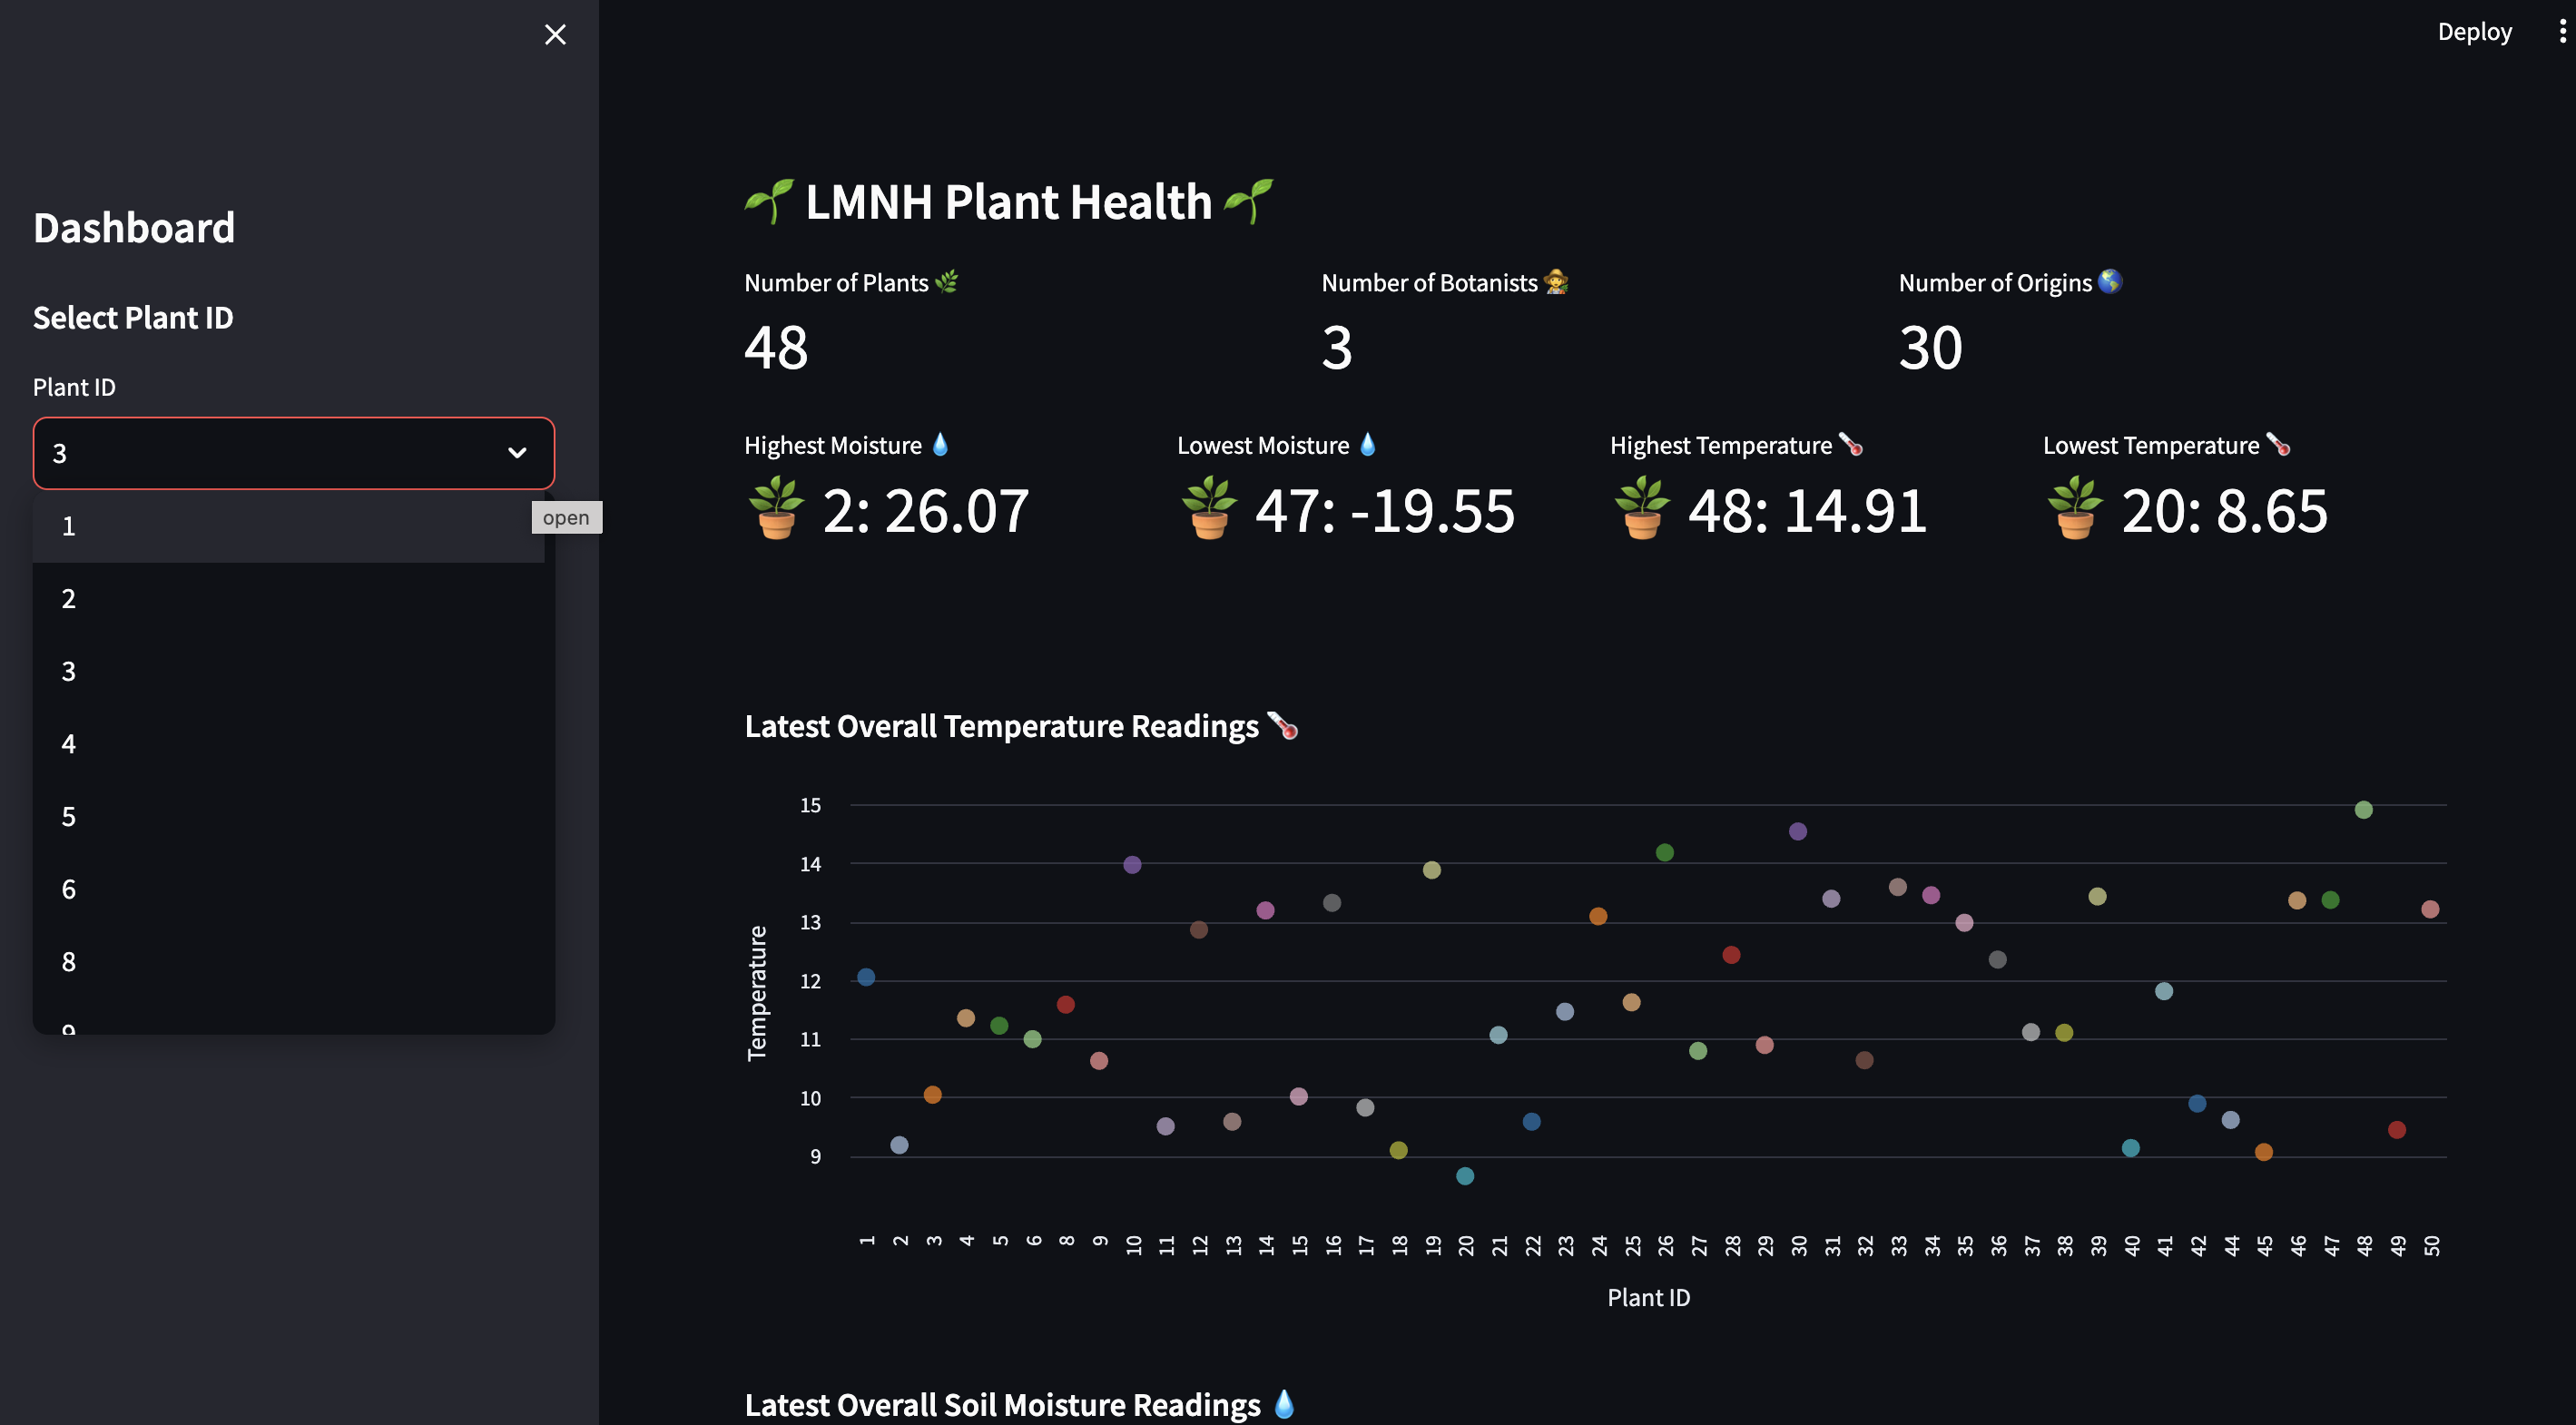 Deploy
Dashboard
Select Plant ID
Plant ID
3
open
1
2
3
4
5
6
8
9
LMNH Plant Health
Number of Plants
Number of Botanists
Number of Origins
48
3
30
Highest Moisture
Lowest Moisture
Highest Temperature
Lowest Temperature
2: 26.07
47: -19.55
48: 14.91
20: 8.65
Latest Overall Temperature Readings
15
14
13
12
11
10
9
Temperature
1 2 3 4 5 6 8 9 10 11 12 13 14 15 16 17 18 19 20 21 22 23 24 25 26 27 28 29 30 31 32 33 34 35 36 37 38 39 40 41 42 44 45 46 47 48 49 50
Plant ID
Latest Overall Soil Moisture Readings